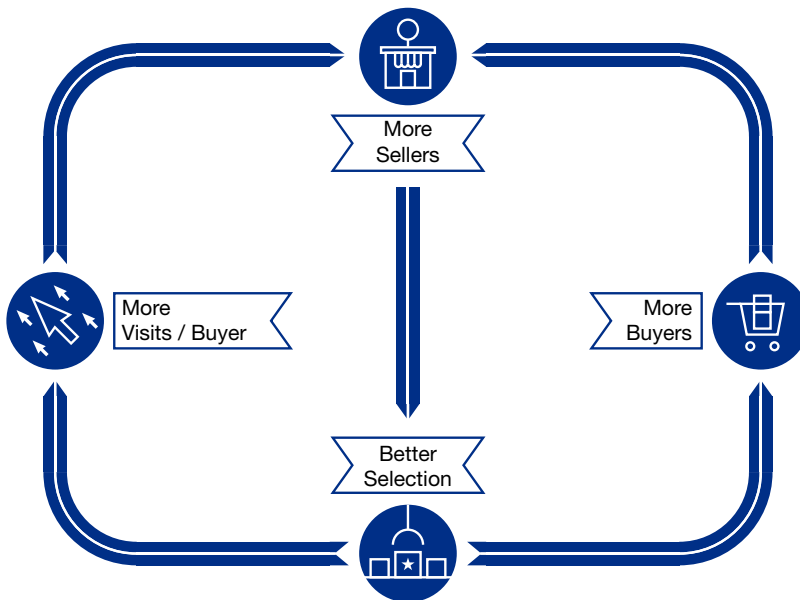 More
Sellers
More
Visits / Buyer
More
Buyers
Better
Selection